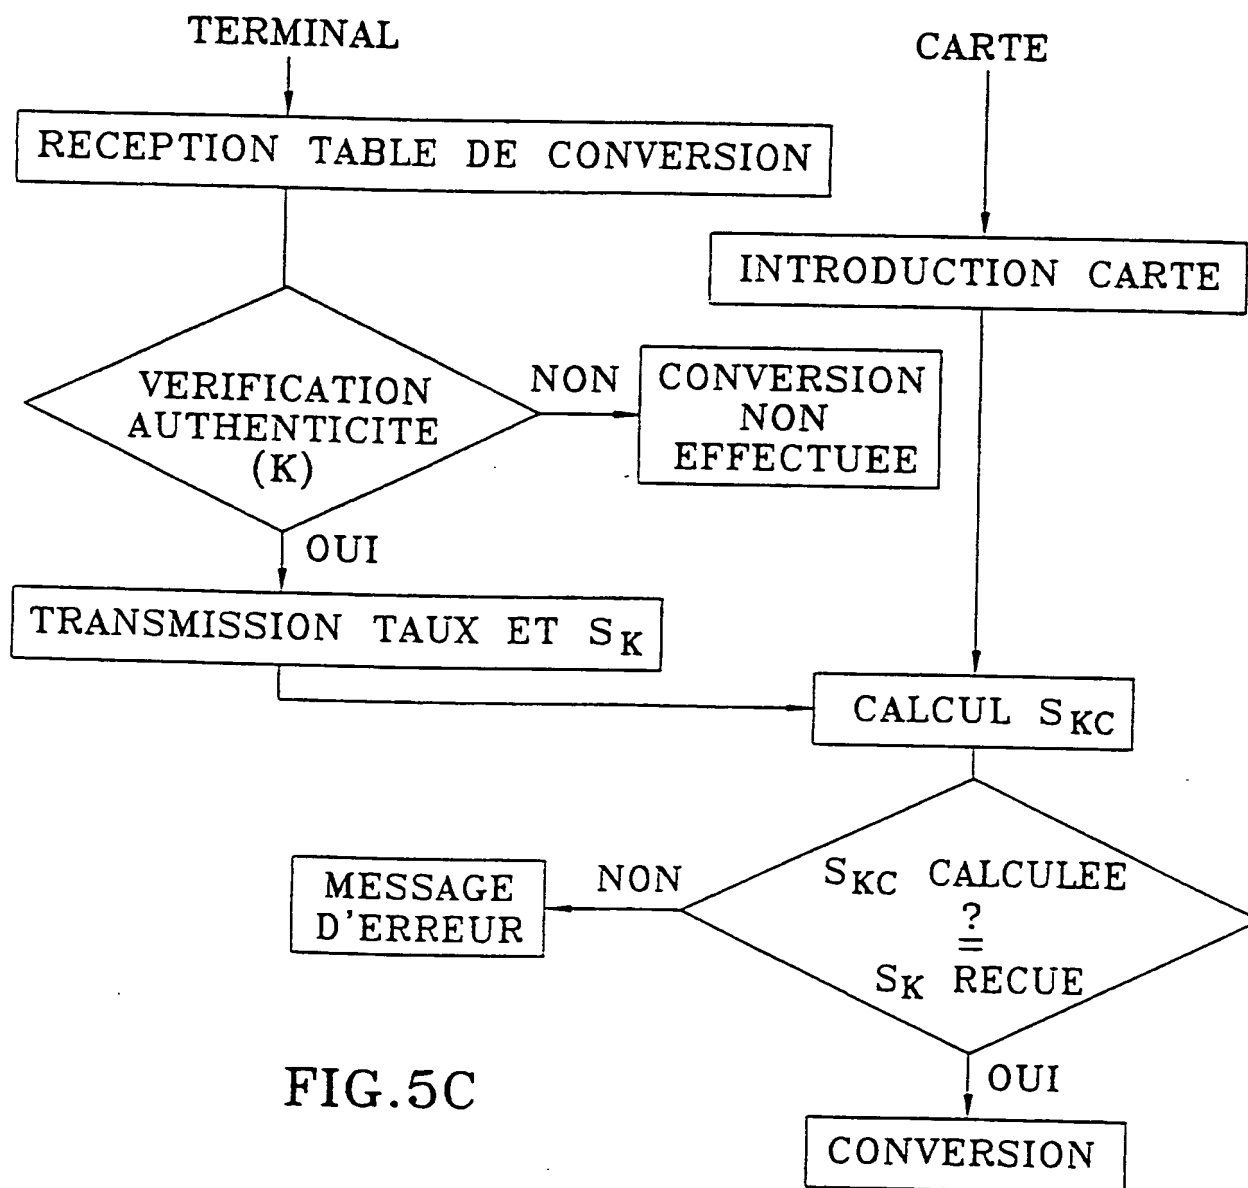 TERMINAL
CARTE
RECEPTION TABLE DE CONVERSION
INTRODUCTION CARTE
VERIFICATION
AUTHENTICITE
(K)
NON
CONVERSION
NON
EFFECTUEE
OUI
TRANSMISSION TAUX ET SK
CALCUL SKC
SKC CALCULEE
?
=
SK RECUE
NON
MESSAGE
D'ERREUR
OUI
CONVERSION
FIG.5C